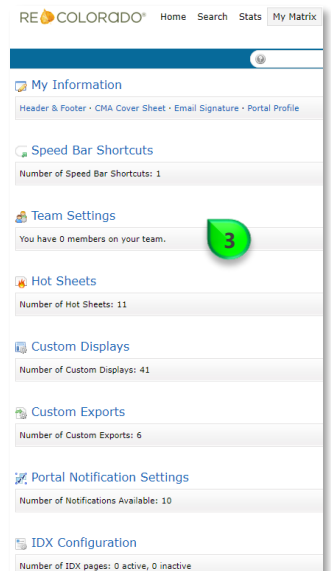 RECOLORADO® Home Search Stats My Matrix
My Information
Header & Footer · CMA Cover Sheet · Email Signature · Portal Profile
Speed Bar Shortcuts
Number of Speed Bar Shortcuts: 1
Team Settings
You have 0 members on your team.
3
Hot Sheets
Number of Hot Sheets: 11
Custom Displays
Number of Custom Displays: 41
Custom Exports
Number of Custom Exports: 6
Portal Notification Settings
Number of Notifications Available: 10
IDX Configuration
Number of IDX pages: 0 active, 0 inactive